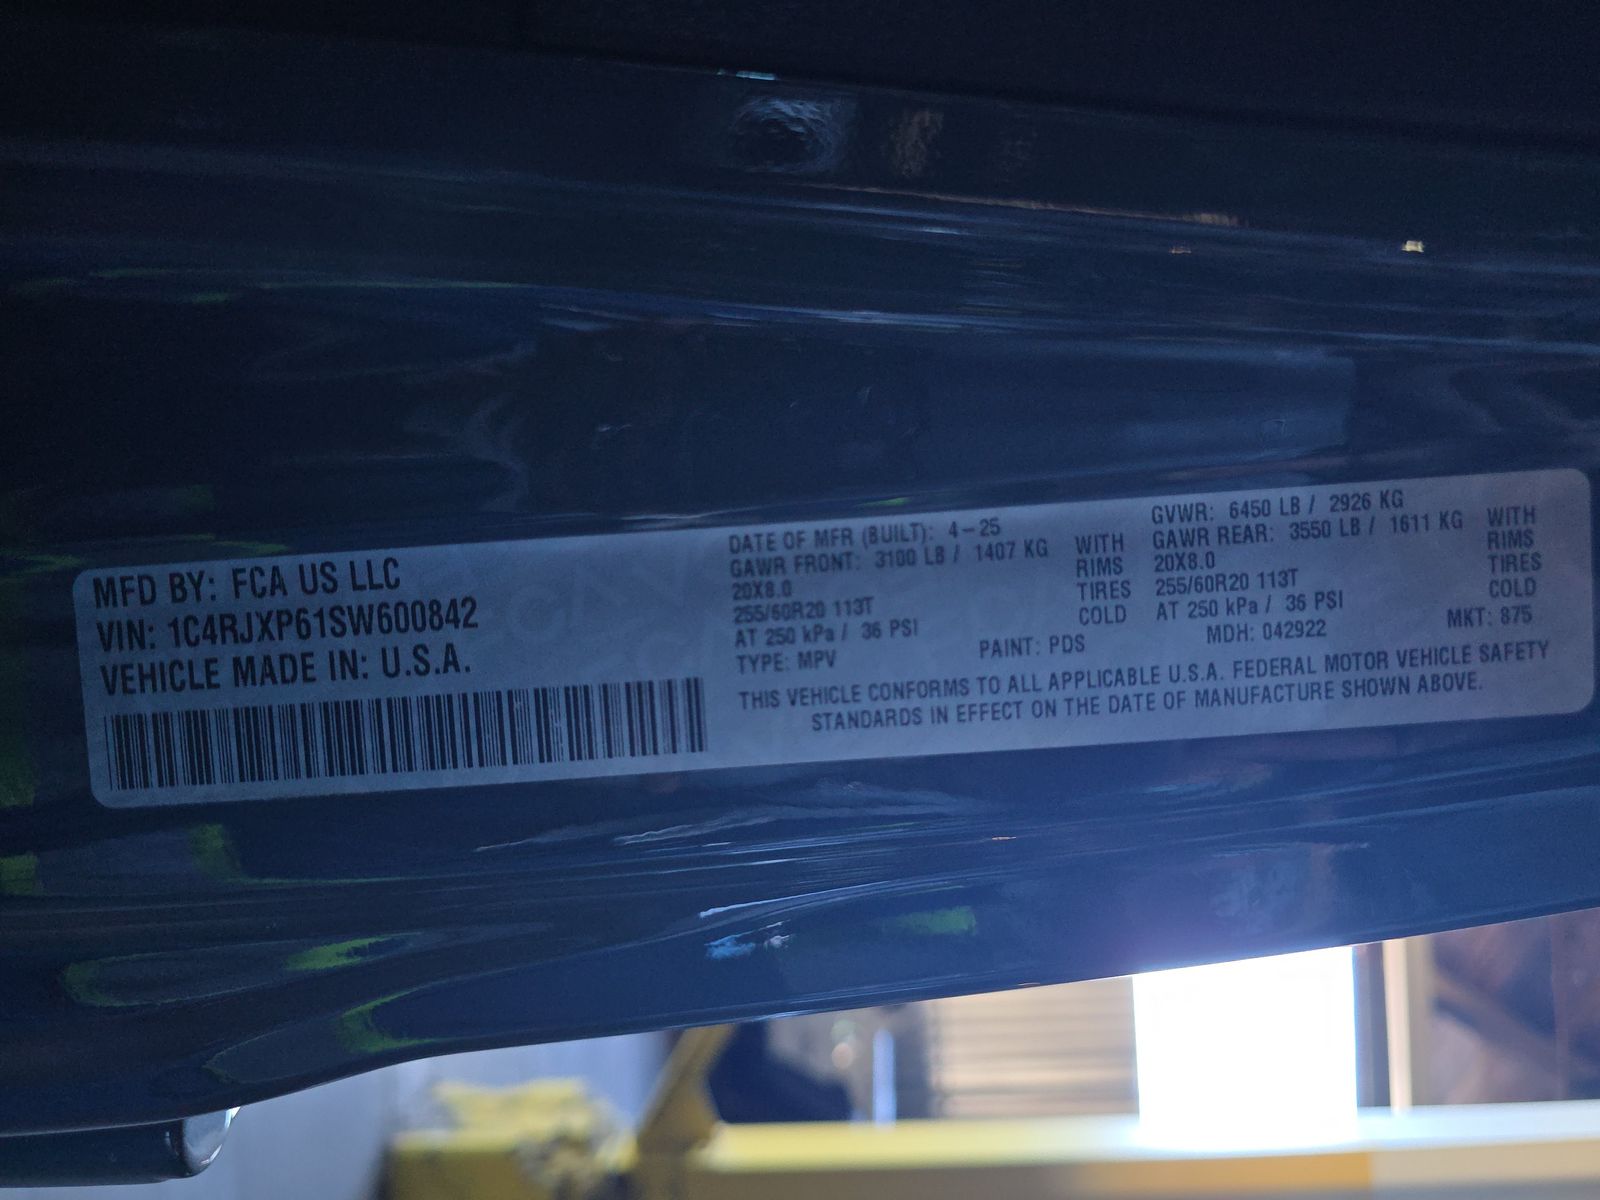 MFD BY: FCA US LLC
VIN: 1C4RJXP61SW600842
VEHICLE MADE IN: U.S.A.
DATE OF MFR (BUILT): 4-25
GAWR FRONT: 3100 LB / 1407 KG WITH
20X8.0 RIMS
255/60R20 113T TIRES
AT 250 kPa / 36 PSI COLD
TYPE: MPV PAINT: PDS
GVWR: 6450 LB / 2926 KG
GAWR REAR: 3550 LB / 1611 KG WITH
20X8.0 RIMS
255/60R20 113T TIRES
AT 250 kPa / 36 PSI COLD
MDH: 042922 MKT: 875
THIS VEHICLE CONFORMS TO ALL APPLICABLE U.S.A. FEDERAL MOTOR VEHICLE SAFETY
STANDARDS IN EFFECT ON THE DATE OF MANUFACTURE SHOWN ABOVE.